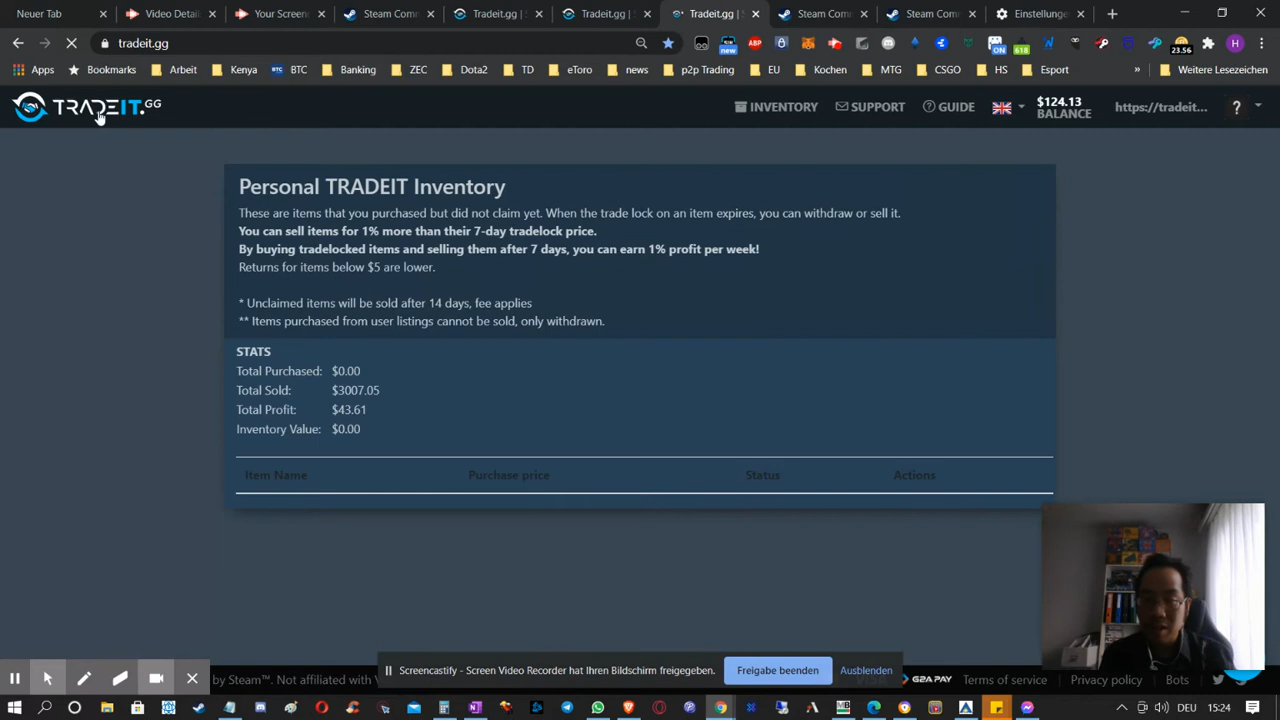 Neuer Tab
Video Detail
Your Screen
Steam Comm
Tradeit.gg |
Tradeit.gg |
Tradeit.gg | S
Steam Com
Steam Com
Einstellunge
tradeit.gg
ABP
new
ON
618
23.56
H
Apps
Bookmarks
Arbeit
Kenya
BTC
BTC
Banking
ZEC
Dota2
TD
eToro
news
p2p Trading
EU
Kochen
MTG
CSGO
HS
Esport
»
Weitere Lesezeichen
TRADEIT.GG
INVENTORY
SUPPORT
GUIDE
$124.13
BALANCE
https://tradeit...
?
Personal TRADEIT Inventory
These are items that you purchased but did not claim yet. When the trade lock on an item expires, you can withdraw or sell it.
You can sell items for 1% more than their 7-day tradelock price.
By buying tradelocked items and selling them after 7 days, you can earn 1% profit per week!
Returns for items below $5 are lower.
* Unclaimed items will be sold after 14 days, fee applies
** Items purchased from user listings cannot be sold, only withdrawn.
STATS
Total Purchased: $0.00
Total Sold: $3007.05
Total Profit: $43.61
Inventory Value: $0.00
Item Name Purchase price Status Actions
Screencastify - Screen Video Recorder hat Ihren Bildschirm freigegeben.
Freigabe beenden
Ausblenden
by Steam™. Not affiliated with V
G2A PAY
Terms of service
Privacy policy
Bots
DEU
15:24